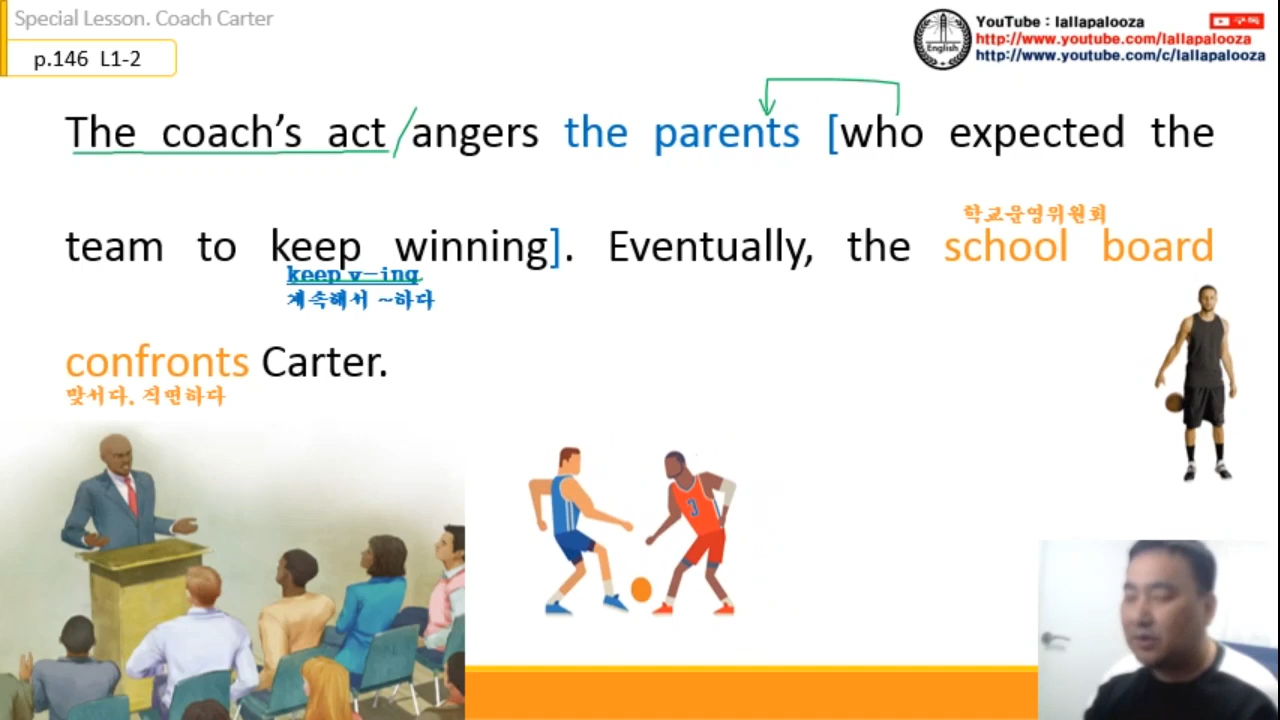 Special Lesson. Coach Carter
p.146 L1-2
English
YouTube : lallapalooza
구독
http://www.youtube.com/lallapalooza
http://www.youtube.com/c/lallapalooza
The coach's act angers the parents [who expected the
학교운영위원회
team to keep winning]. Eventually, the school board
keep v-ing
계속해서 ~하다
confronts Carter.
맞서다. 직면하다
3